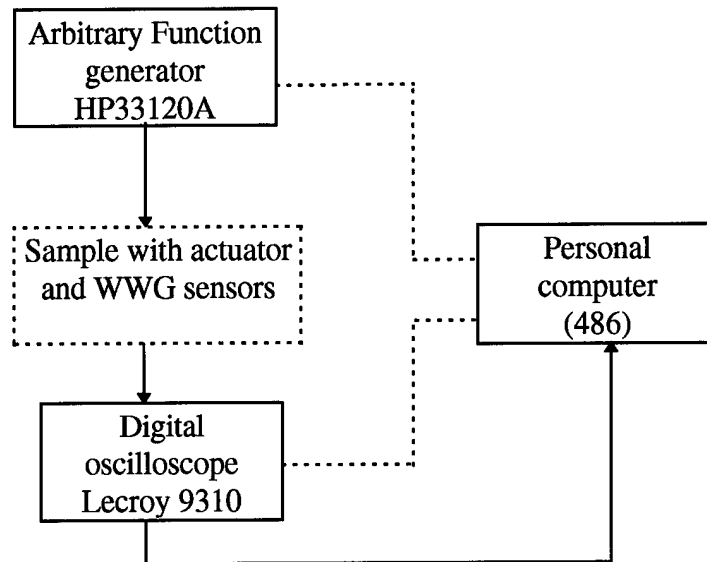 Arbitrary Function
generator
HP33120A
Sample with actuator
and WWG sensors
Personal
computer
(486)
Digital
oscilloscope
Lecroy 9310